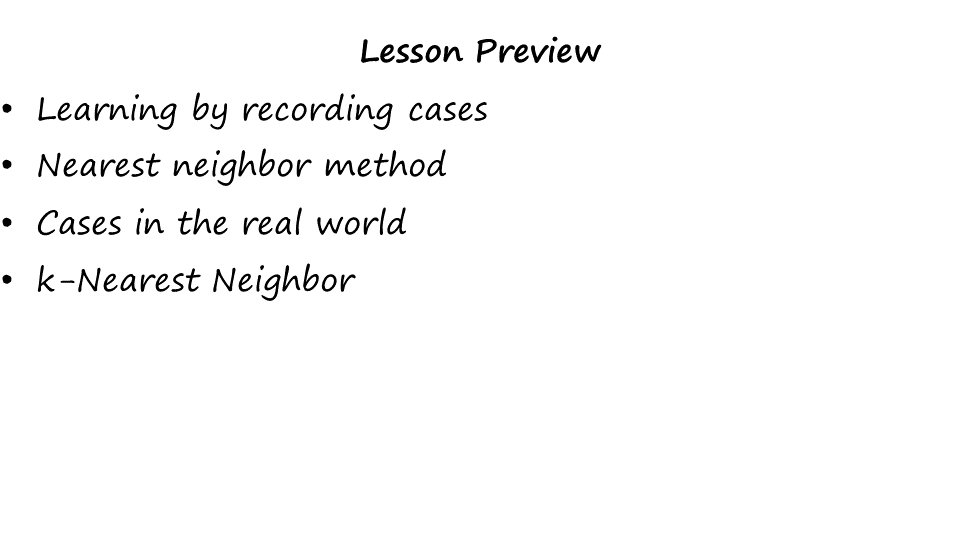 Lesson Preview
• Learning by recording cases
• Nearest neighbor method
• Cases in the real world
• k-Nearest Neighbor